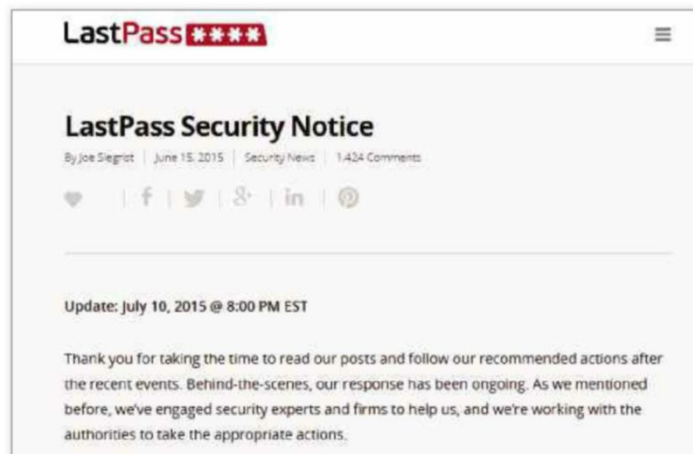 LastPass ****
LastPass Security Notice
By Joe Siegrist | June 15, 2015 | Security News | 1,424 Comments
f | 8+ | in
Update: July 10, 2015 @ 8:00 PM EST
Thank you for taking the time to read our posts and follow our recommended actions after
the recent events. Behind-the-scenes, our response has been ongoing. As we mentioned
before, we've engaged security experts and firms to help us, and we're working with the
authorities to take the appropriate actions.